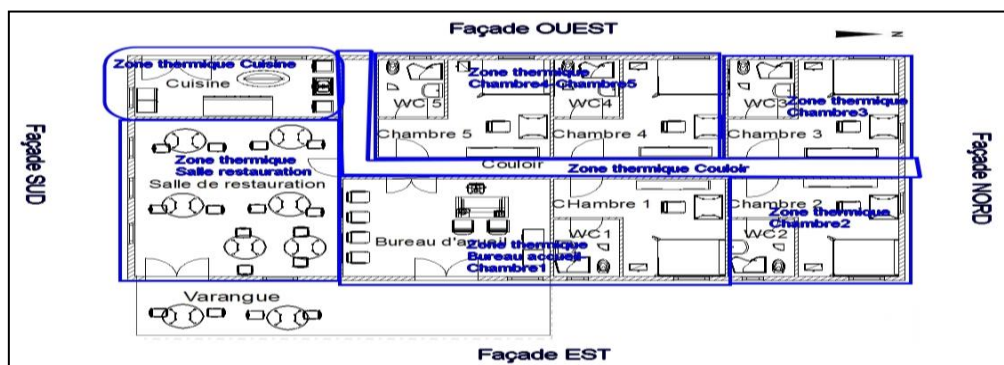 Façade OUEST
N
Zone thermique Cuisine
Cuisine
Zone thermique
Chambre4-Chambre5
WC 5
WC4
WC3
Zone thermique
Chambre3
Chambre 5
Chambre 4
Chambre 3
Façade SUD
Façade NORD
Zone thermique
Salle restauration
Salle de restauration
Couloir
Zone thermique Couloir
CHambre 1
Chambre 2
Zone thermique
Chambre2
Bureau d'accueil
Zone thermique
Bureau accueil-
Chambre1
WC1
WC2
Varangue
Façade EST